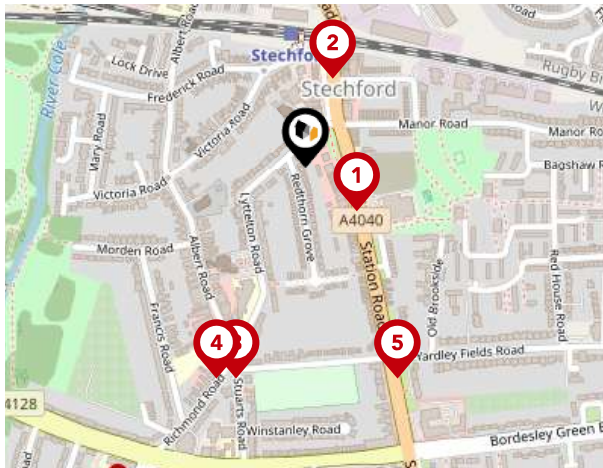 River Cole
Albert Road
Lock Drive
Frederick Road
Mary Road
Victoria Road
Victoria Road
Stechfo
2
Stechford
Rugby Bi
Manor Road
Manor Ro
Bagshaw R
Redthorn Grove
1
A4040
Lyttelton Road
Morden Road
Albert Road
Francis Road
Station Road
Old Brookside
Red House Road
4
3
5
Yardley Fields Road
4128
Richmond Road
Stuarts Road
Winstanley Road
Bordesley Green E
S